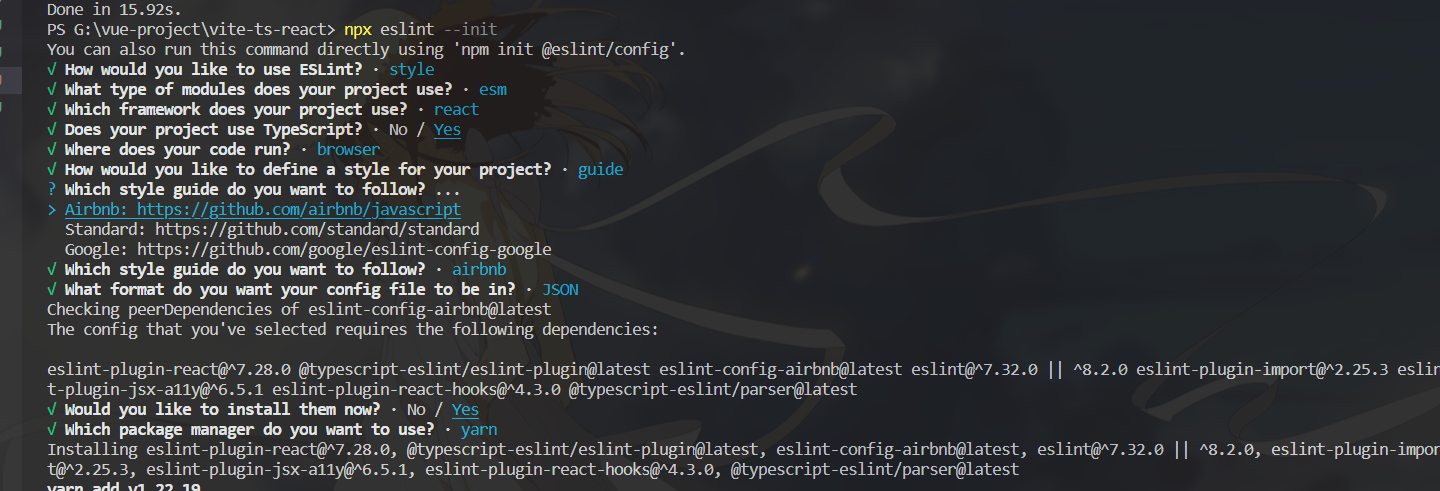 Done in 15.92s.
PS G:\vue-project\vite-ts-react> npx eslint --init
You can also run this command directly using 'npm init @eslint/config'.
√ How would you like to use ESLint? · style
√ What type of modules does your project use? · esm
√ Which framework does your project use? · react
√ Does your project use TypeScript? · No / Yes
√ Where does your code run? · browser
√ How would you like to define a style for your project? · guide
? Which style guide do you want to follow? ...
> Airbnb: https://github.com/airbnb/javascript
Standard: https://github.com/standard/standard
Google: https://github.com/google/eslint-config-google
√ Which style guide do you want to follow? · airbnb
√ What format do you want your config file to be in? · JSON
Checking peerDependencies of eslint-config-airbnb@latest
The config that you've selected requires the following dependencies:
eslint-plugin-react@^7.28.0 @typescript-eslint/eslint-plugin@latest eslint-config-airbnb@latest eslint@^7.32.0 || ^8.2.0 eslint-plugin-import@^2.25.3 eslin
t-plugin-jsx-a11y@^6.5.1 eslint-plugin-react-hooks@^4.3.0 @typescript-eslint/parser@latest
√ Would you like to install them now? · No / Yes
√ Which package manager do you want to use? · yarn
Installing eslint-plugin-react@^7.28.0, @typescript-eslint/eslint-plugin@latest, eslint-config-airbnb@latest, eslint@^7.32.0 || ^8.2.0, eslint-plugin-impor
t@^2.25.3, eslint-plugin-jsx-a11y@^6.5.1, eslint-plugin-react-hooks@^4.3.0, @typescript-eslint/parser@latest
yarn add v1.22.19